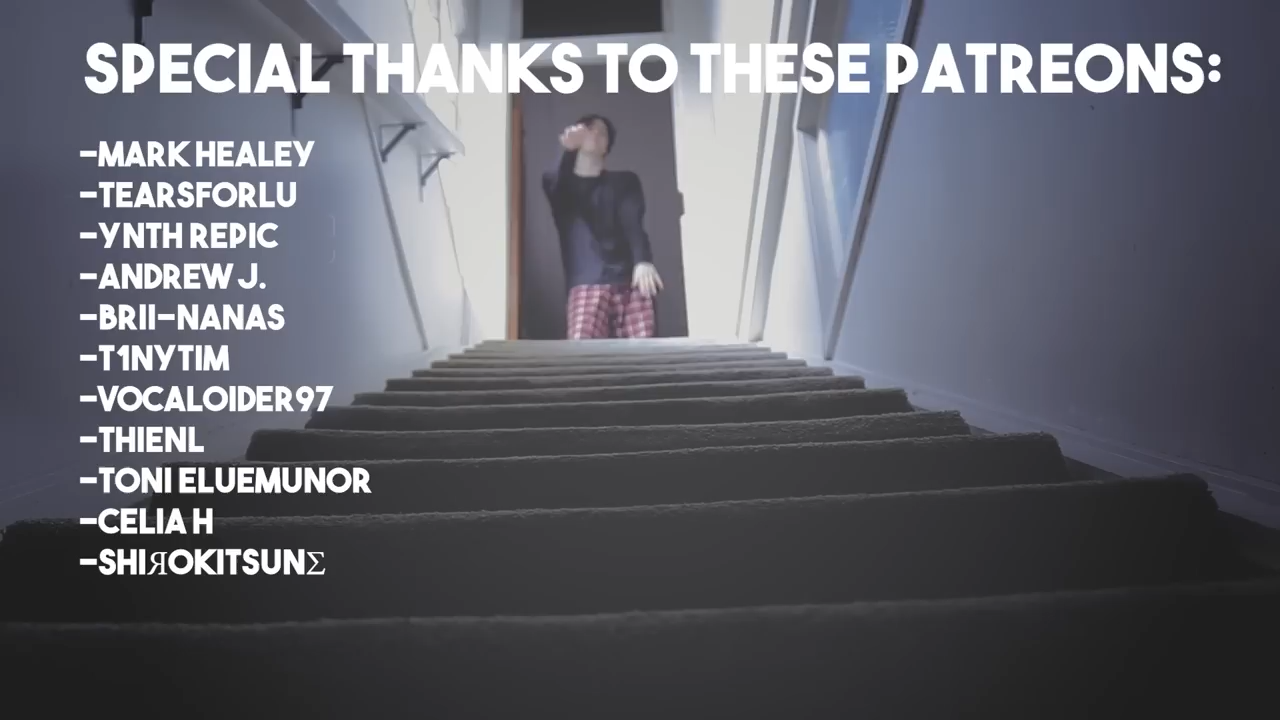 SPECIAL THANKS TO THESE PATREONS:
-MARK HEALEY
-TEARSFORLU
-YNTH REPIC
-ANDREW J.
-BRII-NANAS
-T1NYTIM
-VOCALOIDER97
-THIENL
-TONI ELUEMUNOR
-CELIA H
-SHIЯOKITSUNΣ